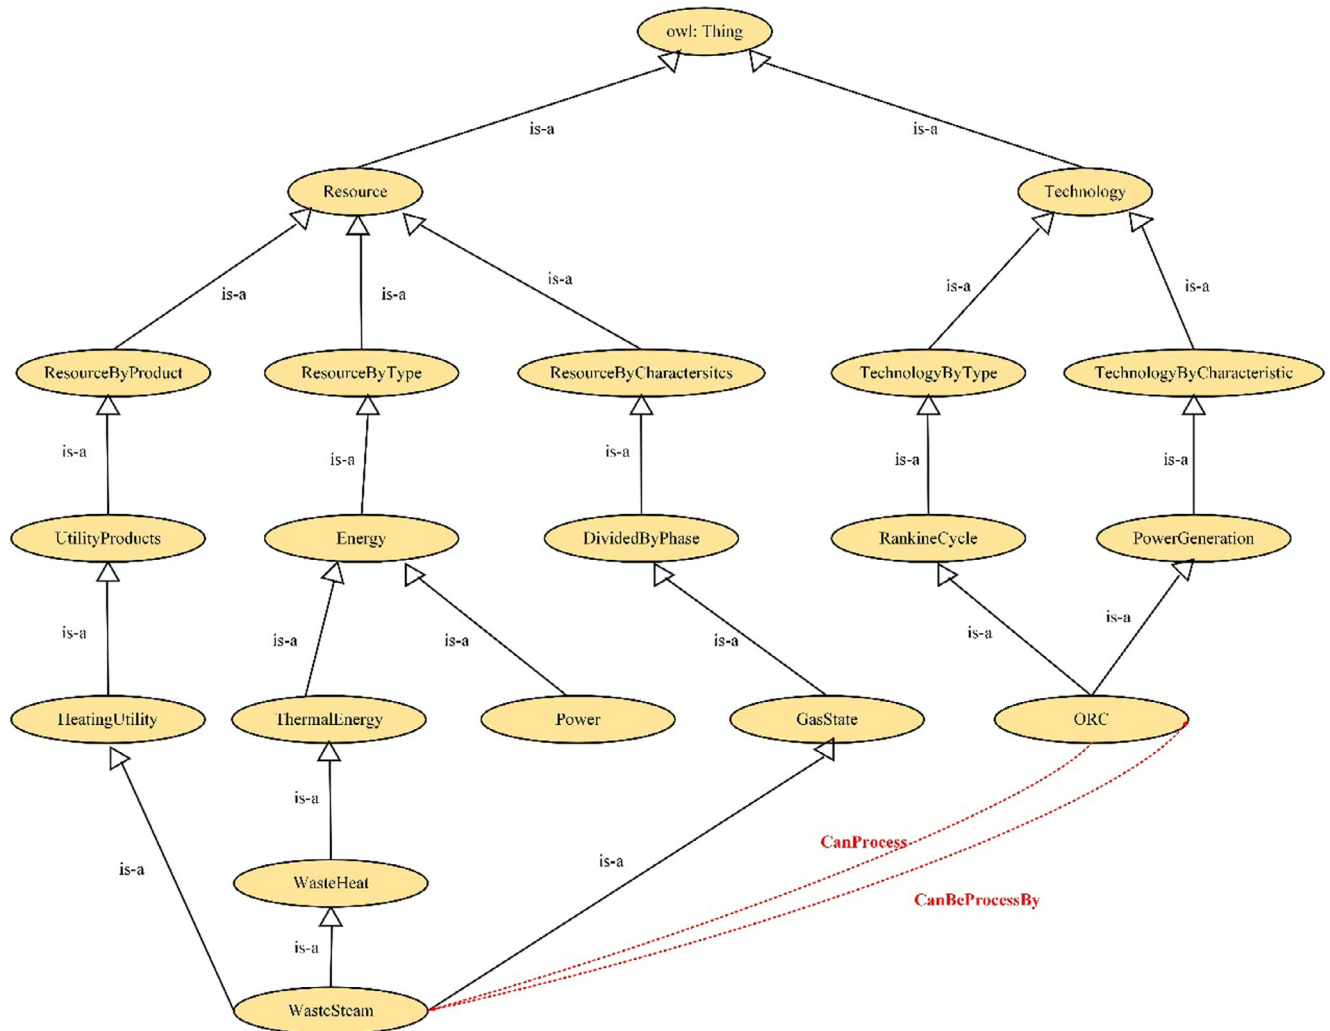 owl: Thing
is-a
is-a
Resource
Technology
is-a
is-a
is-a
is-a
is-a
ResourceByProduct
ResourceByType
ResourceByCharactersitcs
TechnologyByType
TechnologyByCharacteristic
is-a
is-a
is-a
is-a
is-a
UtilityProducts
Energy
DividedByPhase
RankineCycle
PowerGeneration
is-a
is-a
is-a
is-a
is-a
is-a
HeatingUtility
ThermalEnergy
Power
GasState
ORC
is-a
CanProcess
is-a
is-a
WasteHeat
CanBeProcessBy
is-a
WasteSteam